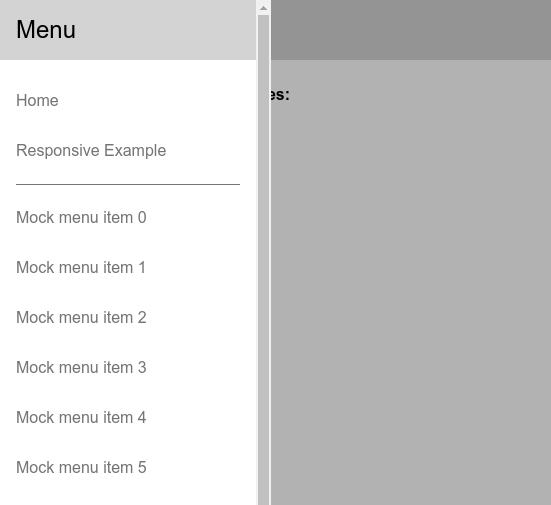 Menu
es:
Home
Responsive Example
Mock menu item 0
Mock menu item 1
Mock menu item 2
Mock menu item 3
Mock menu item 4
Mock menu item 5